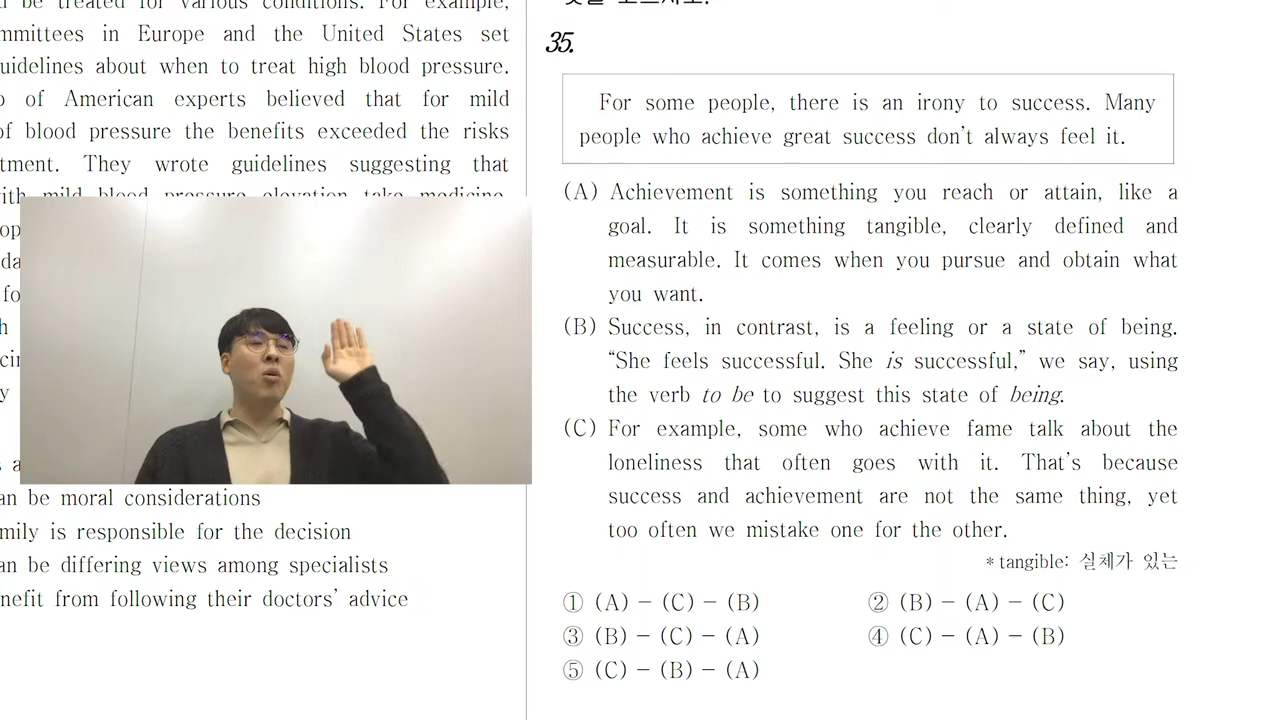 be treated for various conditions. For example,
mmittees in Europe and the United States set
uidelines about when to treat high blood pressure.
of American experts believed that for mild
of blood pressure the benefits exceeded the risks
tment. They wrote guidelines suggesting that
mild blood pressure elevation take medicine.
an be moral considerations
mily is responsible for the decision
an be differing views among specialists
nefit from following their doctors' advice
35.
For some people, there is an irony to success. Many
people who achieve great success don't always feel it.
(A) Achievement is something you reach or attain, like a
goal. It is something tangible, clearly defined and
measurable. It comes when you pursue and obtain what
you want.
(B) Success, in contrast, is a feeling or a state of being.
“She feels successful. She is successful,” we say, using
the verb to be to suggest this state of being.
(C) For example, some who achieve fame talk about the
loneliness that often goes with it. That's because
success and achievement are not the same thing, yet
too often we mistake one for the other.
* tangible: 실체가 있는
① (A) - (C) - (B)
② (B) - (A) - (C)
③ (B) - (C) - (A)
④ (C) - (A) - (B)
⑤ (C) - (B) - (A)